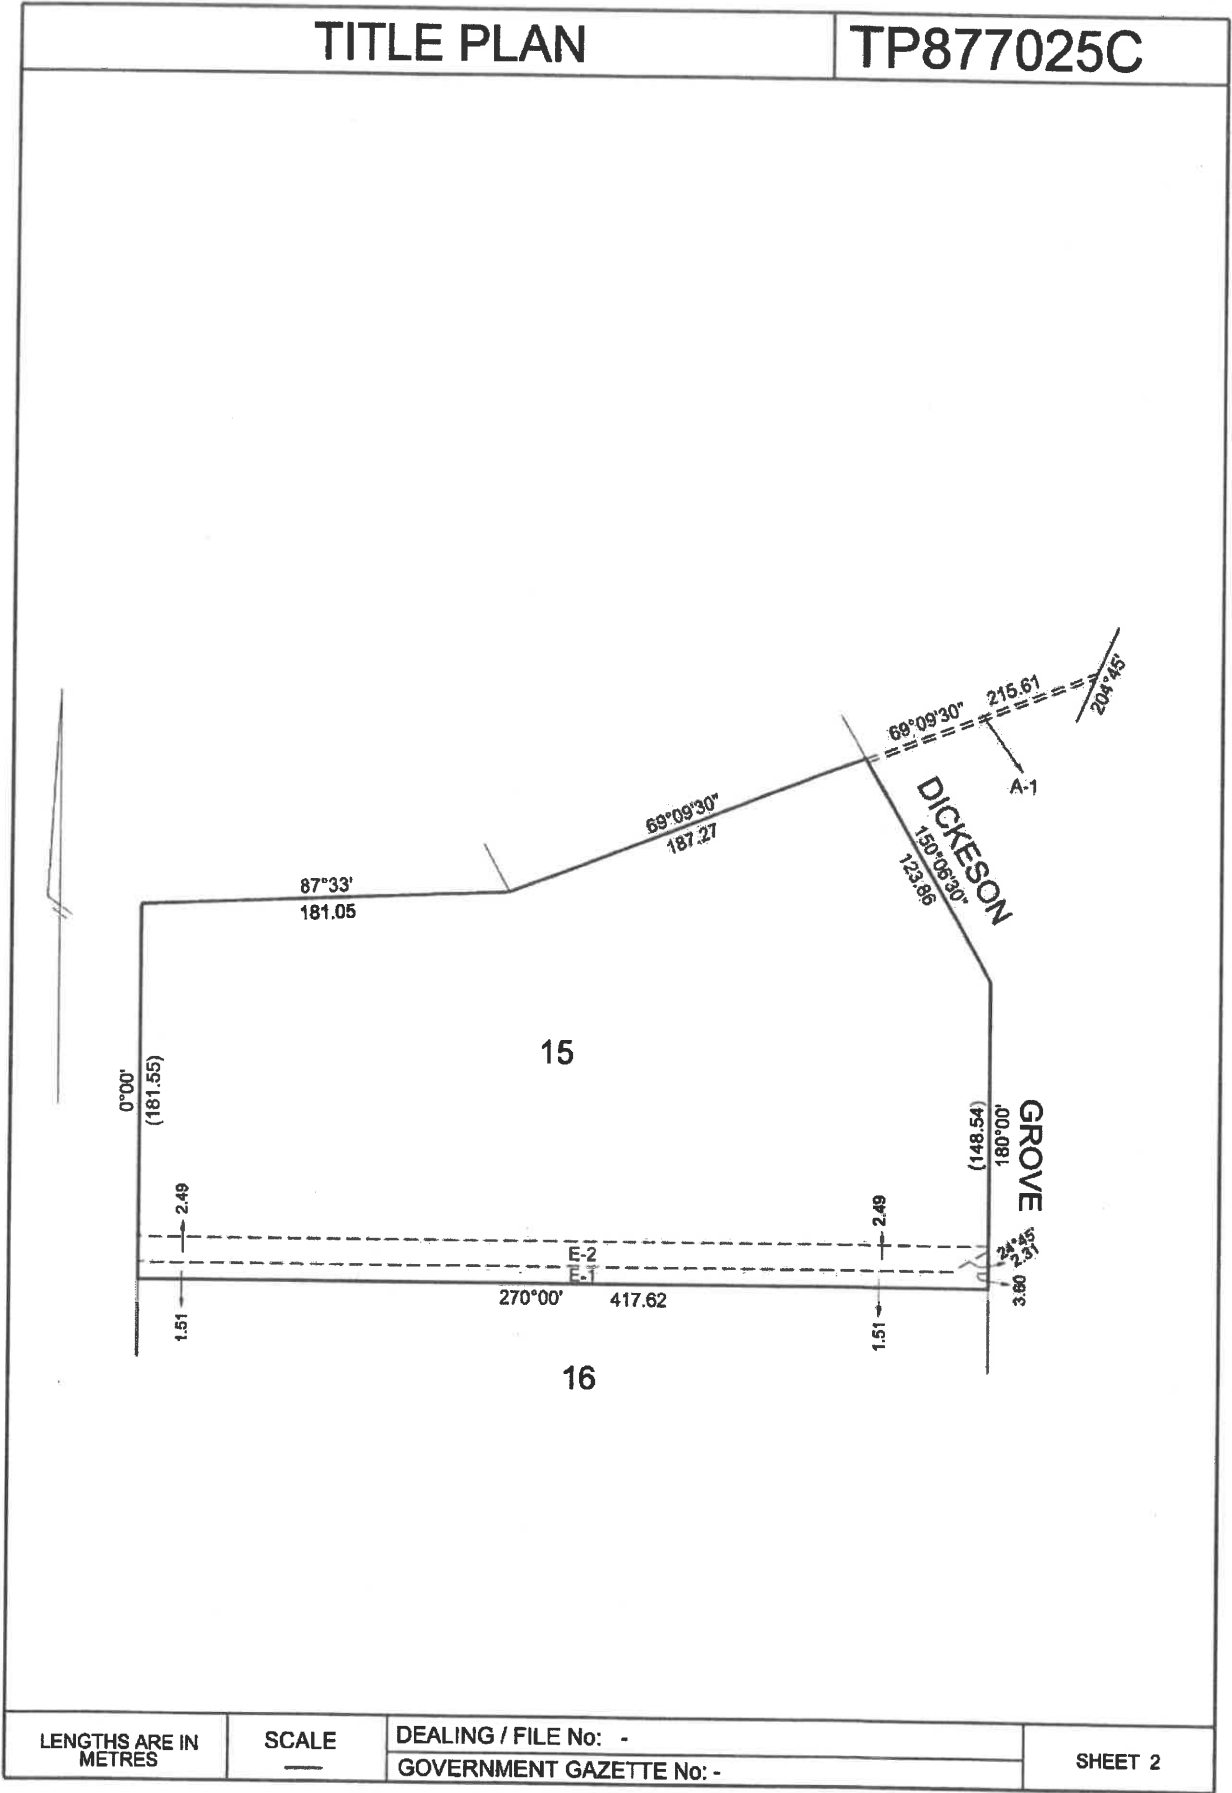 TITLE PLAN
TP877025C
215.61
69°09'30"
204°45'
A-1
69°09'30"
187.27
DICKESON
150°06'30"
123.86
87°33'
181.05
15
0°00'
(181.55)
(148.54)
180°00'
GROVE
2.49
2.49
E-2
E-1
24°45'
2.31
3.60
270°00' 417.62
1.51
1.51
16
LENGTHS ARE IN
METRES
SCALE
DEALING / FILE No: -
GOVERNMENT GAZETTE No: -
SHEET 2